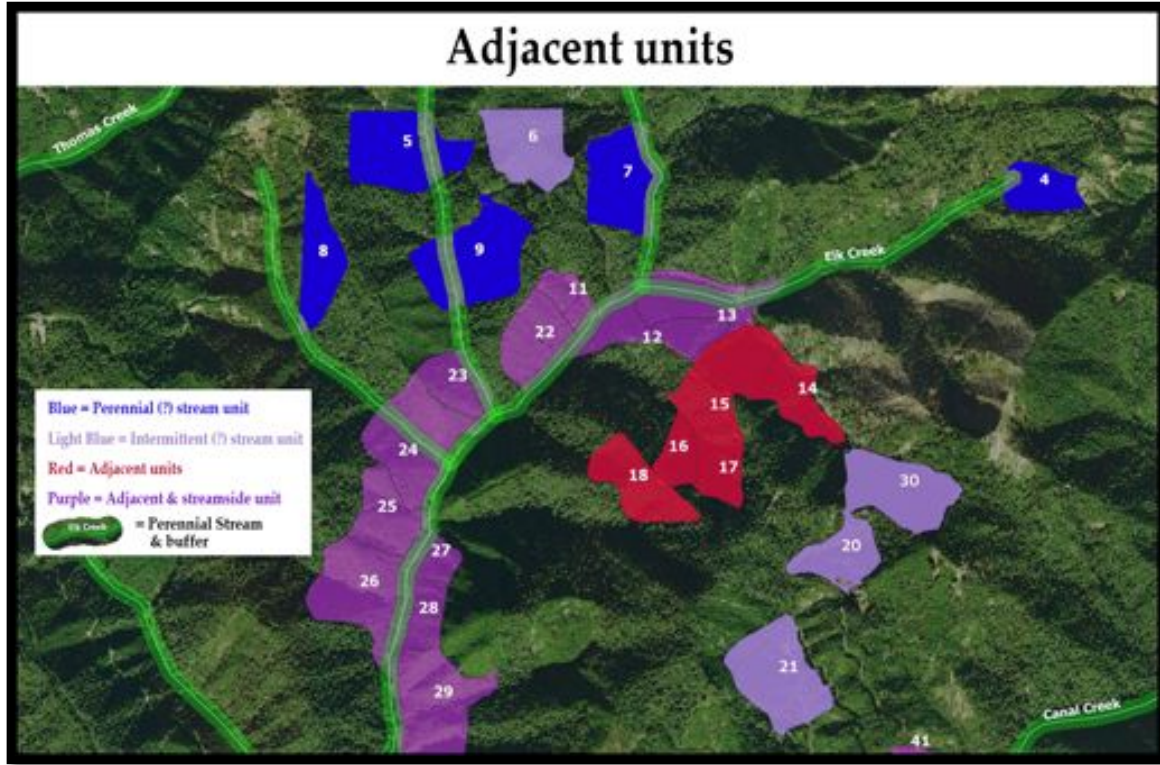 Adjacent units
Thomas Creek
5
6
7
4
8
9
Elk Creek
11
22
13
12
23
14
15
24
16
17
18
30
25
20
27
26
28
21
29
Canal Creek
41
Blue = Perennial (?) stream unit
Light Blue = Intermittent (?) stream unit
Red = Adjacent units
Purple = Adjacent & streamside unit
Elk Creek
= Perennial Stream
& buffer